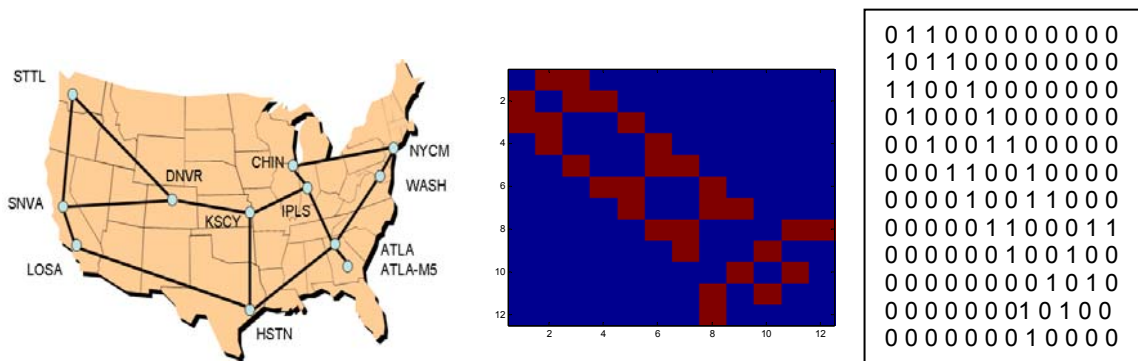 STTL
CHIN
NYCM
DNVR
WASH
SNVA
KSCY
IPLS
ATLA
LOSA
ATLA-M5
HSTN
2
4
6
8
10
12
2 4 6 8 10 12
0 1 1 0 0 0 0 0 0 0 0 0
1 0 1 1 0 0 0 0 0 0 0 0
1 1 0 0 1 0 0 0 0 0 0 0
0 1 0 0 0 1 0 0 0 0 0 0
0 0 1 0 0 1 1 0 0 0 0 0
0 0 0 1 1 0 0 1 0 0 0 0
0 0 0 0 1 0 0 1 1 0 0 0
0 0 0 0 0 1 1 0 0 0 1 1
0 0 0 0 0 0 1 0 0 1 0 0
0 0 0 0 0 0 0 0 1 0 1 0
0 0 0 0 0 0 0 1 0 1 0 0
0 0 0 0 0 0 0 1 0 0 0 0